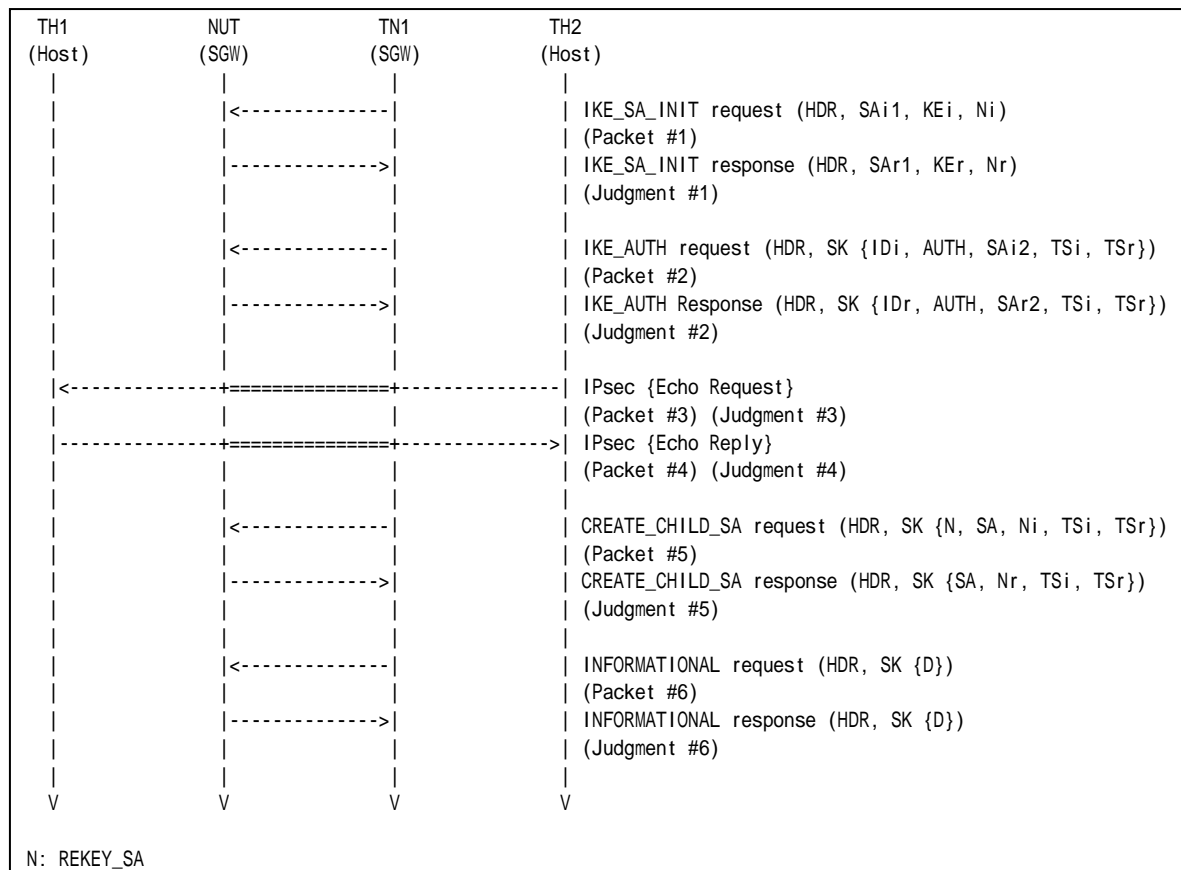 TH1 NUT TN1 TH2
(Host) (SGW) (SGW) (Host)
| | | |
| |<--------------| | IKE_SA_INIT request (HDR, SAi1, KEi, Ni)
| | | | (Packet #1)
| |-------------->| | IKE_SA_INIT response (HDR, SAr1, KEr, Nr)
| | | | (Judgment #1)
| | | |
| |<--------------| | IKE_AUTH request (HDR, SK {IDi, AUTH, SAi2, TSi, TSr})
| | | | (Packet #2)
| |-------------->| | IKE_AUTH Response (HDR, SK {IDr, AUTH, SAr2, TSi, TSr})
| | | | (Judgment #2)
| | | |
|<--------------+===============+--------------| IPsec {Echo Request}
| | | | (Packet #3) (Judgment #3)
|---------------+===============+------------->| IPsec {Echo Reply}
| | | | (Packet #4) (Judgment #4)
| | | |
| |<--------------| | CREATE_CHILD_SA request (HDR, SK {N, SA, Ni, TSi, TSr})
| | | | (Packet #5)
| |-------------->| | CREATE_CHILD_SA response (HDR, SK {SA, Nr, TSi, TSr})
| | | | (Judgment #5)
| | | |
| |<--------------| | INFORMATIONAL request (HDR, SK {D})
| | | | (Packet #6)
| |-------------->| | INFORMATIONAL response (HDR, SK {D})
| | | | (Judgment #6)
| | | |
V V V V
N: REKEY_SA